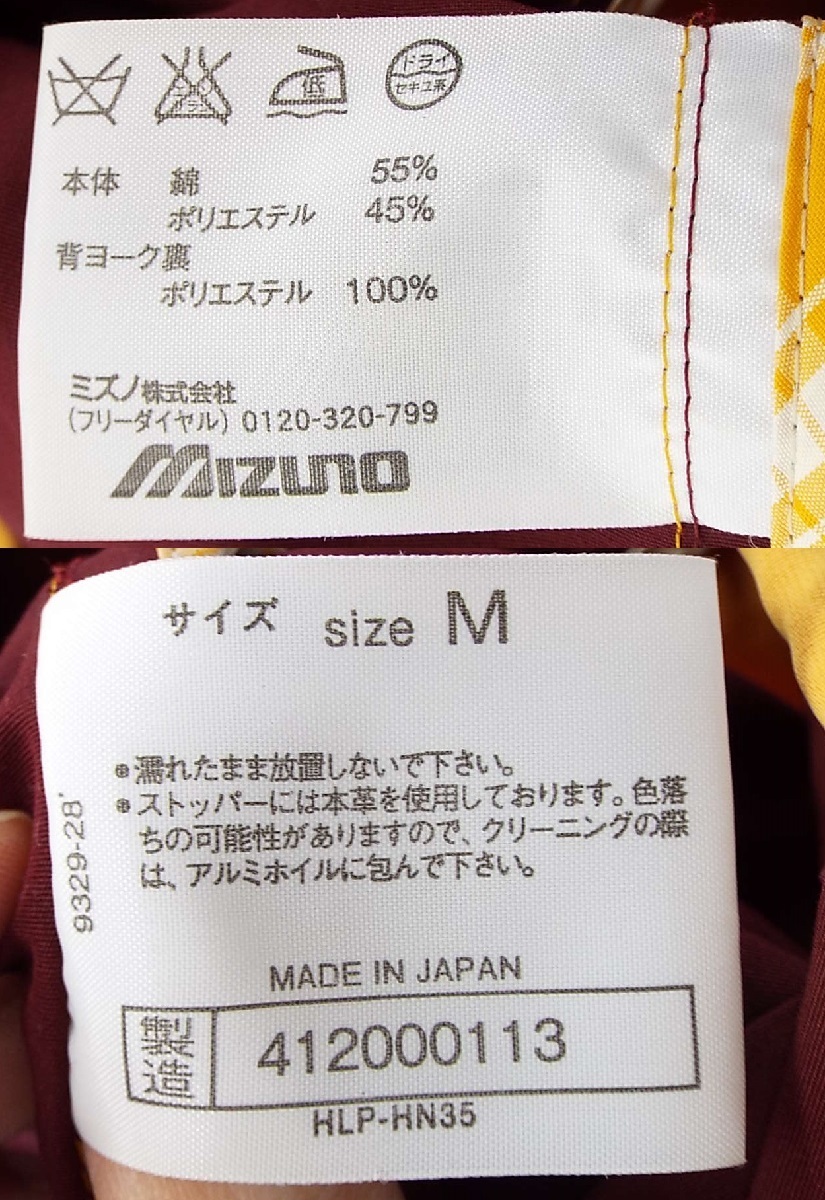 エンソ
サラシ
低
ドライ
セキユ系
本体 綿 55%
ポリエステル 45%
背ヨーク裏
ポリエステル 100%
ミズノ株式会社
(フリーダイヤル) 0120-320-799
Mizuno
サイズ size M
●濡れたまま放置しないで下さい。
●ストッパーには本革を使用しております。色落
ちの可能性がありますので、クリーニングの際
は、アルミホイルに包んで下さい。
9329-28'
MADE IN JAPAN
製造 412000113
HLP-HN35